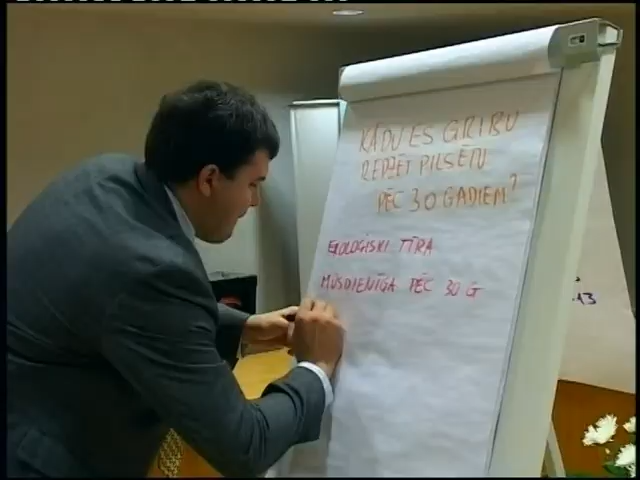 KĀDU ES GRIBU
REDZĒT PILSĒTU
PĒC 30 GADIEM?
EKOLOĢISKI TĪRA
MŪSDIENĪGA PĒC 30 G